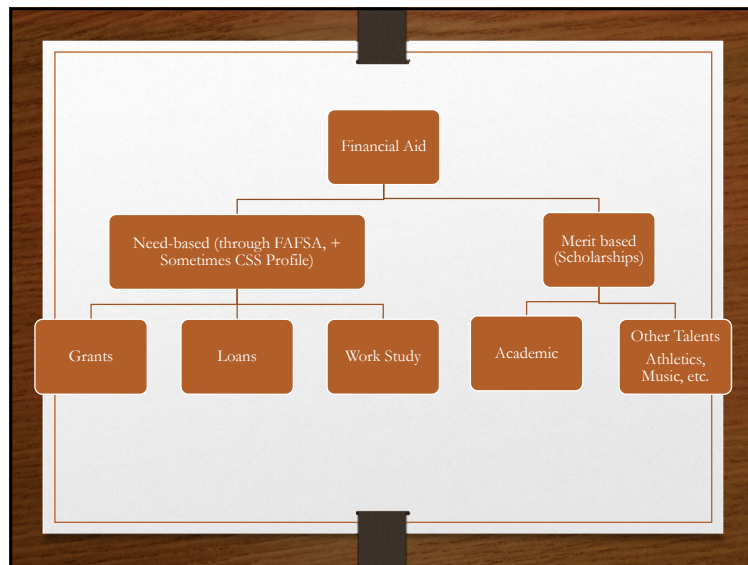 Financial Aid
Need-based (through FAFSA, +
Sometimes CSS Profile)
Merit based
(Scholarships)
Grants
Loans
Work Study
Academic
Other Talents
Athletics,
Music, etc.